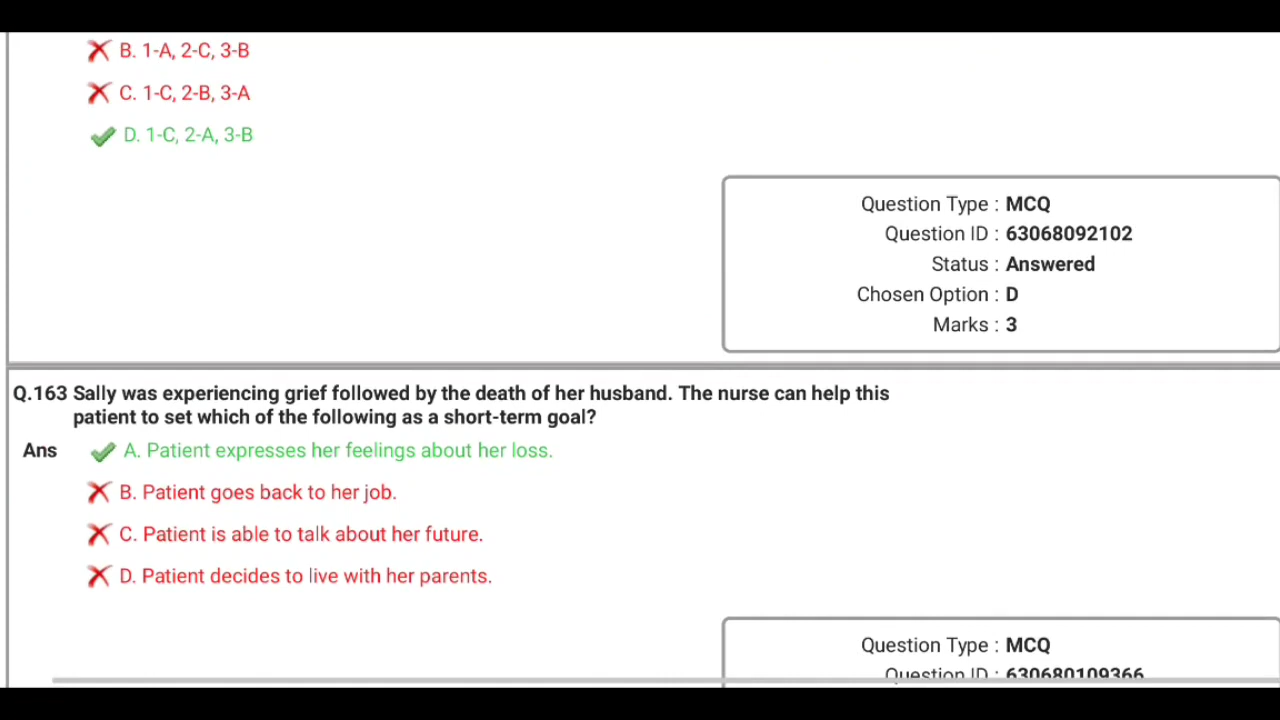 B. 1-A, 2-C, 3-B
C. 1-C, 2-B, 3-A
D. 1-C, 2-A, 3-B
Question Type : MCQ
Question ID : 63068092102
Status : Answered
Chosen Option : D
Marks : 3
Q.163 Sally was experiencing grief followed by the death of her husband. The nurse can help this
patient to set which of the following as a short-term goal?
Ans A. Patient expresses her feelings about her loss.
B. Patient goes back to her job.
C. Patient is able to talk about her future.
D. Patient decides to live with her parents.
Question Type : MCQ
Question ID : 630680109366